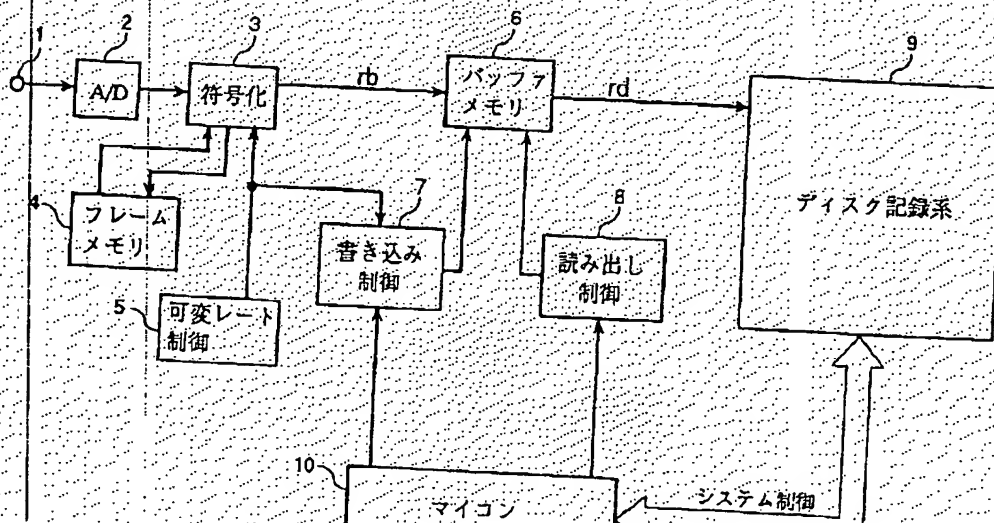 1
2
3
6
9
A/D
符号化
rb
バッファ
メモリ
rd
4
フレーム
メモリ
7
8
ディスク記録系
書き込み
制御
読み出し
制御
5
可変レート
制御
10
マイコン
システム制御